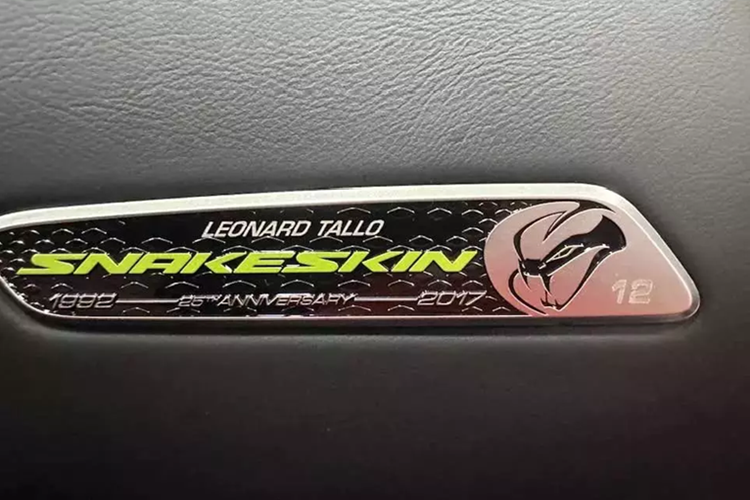 LEONARD TALLO
SNAKESKIN
1992 25TH ANNIVERSARY 2017
12